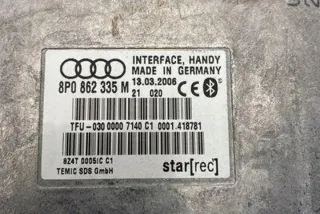 INTERFACE, HANDY
MADE IN GERMANY
8P0 862 335 M
13.03.2006
21 020
CE
TFU-030 0000 7140 C1 0001.418781
8Z4T 0005IC C1
TEMIC SDS GmbH
star[rec]